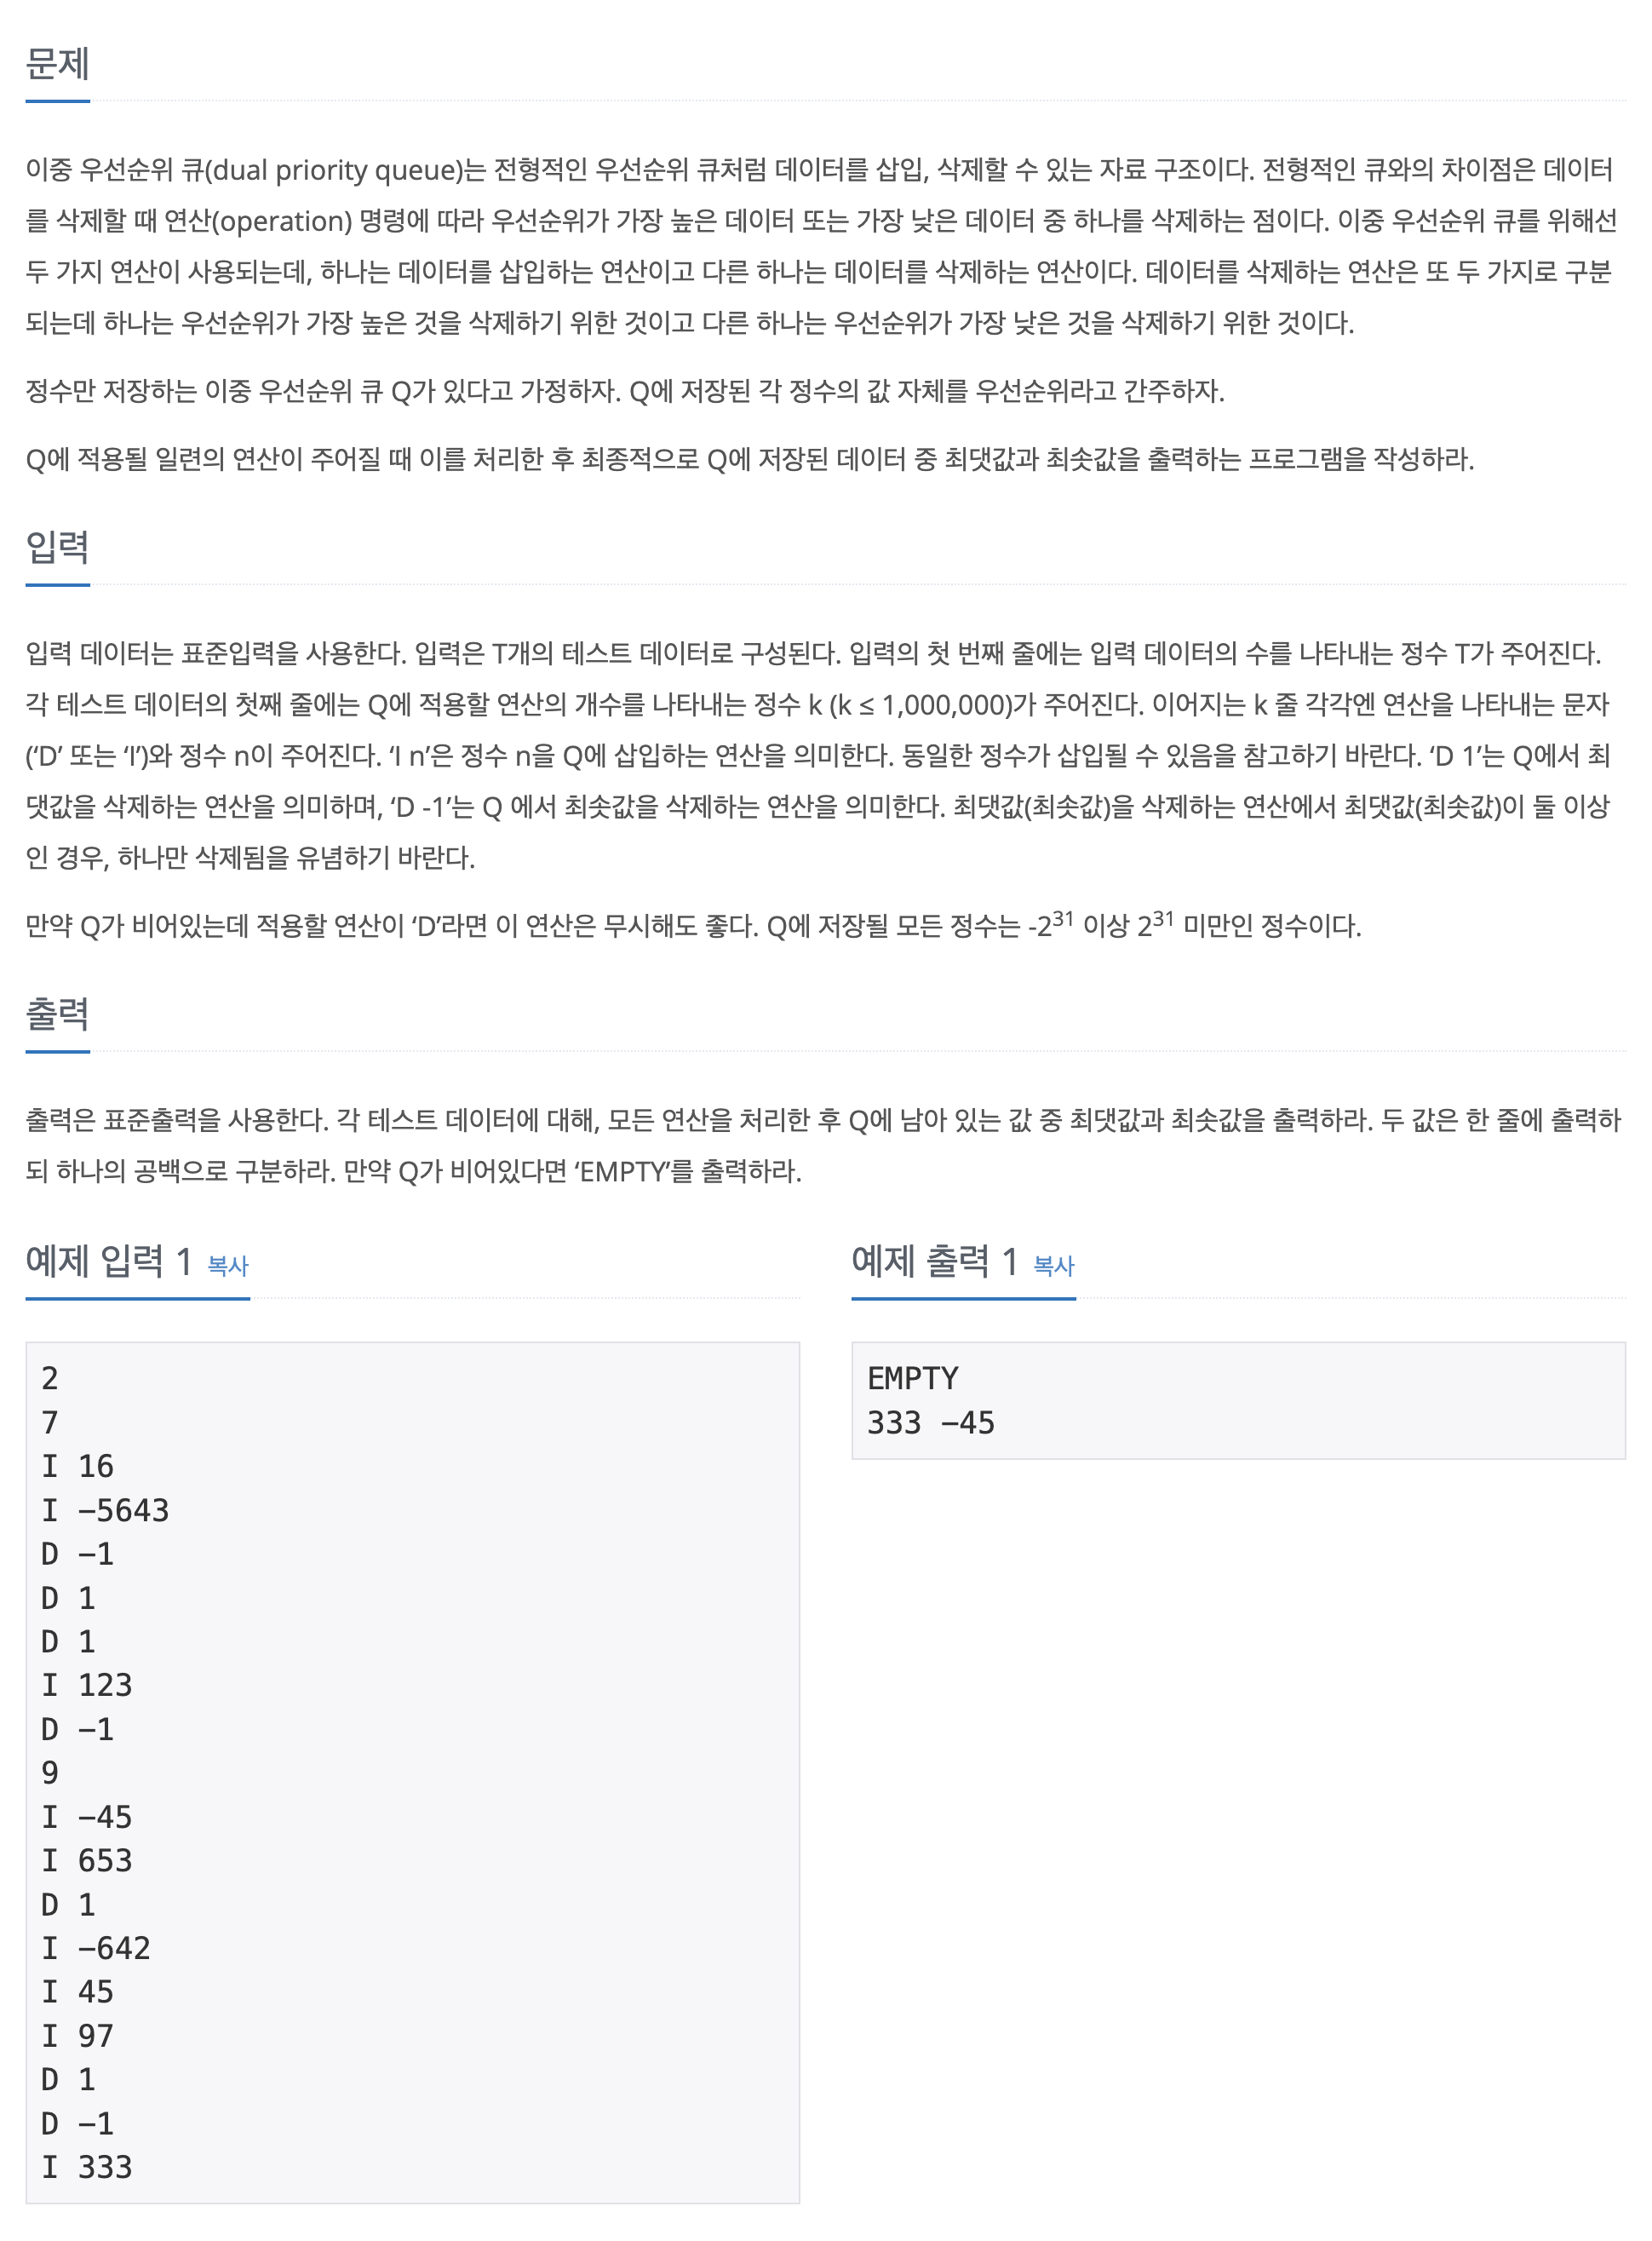 문제
이중 우선순위 큐(dual priority queue)는 전형적인 우선순위 큐처럼 데이터를 삽입, 삭제할 수 있는 자료 구조이다. 전형적인 큐와의 차이점은 데이터
를 삭제할 때 연산(operation) 명령에 따라 우선순위가 가장 높은 데이터 또는 가장 낮은 데이터 중 하나를 삭제하는 점이다. 이중 우선순위 큐를 위해선
두 가지 연산이 사용되는데, 하나는 데이터를 삽입하는 연산이고 다른 하나는 데이터를 삭제하는 연산이다. 데이터를 삭제하는 연산은 또 두 가지로 구분
되는데 하나는 우선순위가 가장 높은 것을 삭제하기 위한 것이고 다른 하나는 우선순위가 가장 낮은 것을 삭제하기 위한 것이다.
정수만 저장하는 이중 우선순위 큐 Q가 있다고 가정하자. Q에 저장된 각 정수의 값 자체를 우선순위라고 간주하자.
Q에 적용될 일련의 연산이 주어질 때 이를 처리한 후 최종적으로 Q에 저장된 데이터 중 최댓값과 최솟값을 출력하는 프로그램을 작성하라.
입력
입력 데이터는 표준입력을 사용한다. 입력은 T개의 테스트 데이터로 구성된다. 입력의 첫 번째 줄에는 입력 데이터의 수를 나타내는 정수 T가 주어진다.
각 테스트 데이터의 첫째 줄에는 Q에 적용할 연산의 개수를 나타내는 정수 k (k ≤ 1,000,000)가 주어진다. 이어지는 k 줄 각각엔 연산을 나타내는 문자
(‘D’ 또는 ‘I’)와 정수 n이 주어진다. ‘I n’은 정수 n을 Q에 삽입하는 연산을 의미한다. 동일한 정수가 삽입될 수 있음을 참고하기 바란다. ‘D 1’는 Q에서 최
댓값을 삭제하는 연산을 의미하며, ‘D -1’는 Q 에서 최솟값을 삭제하는 연산을 의미한다. 최댓값(최솟값)을 삭제하는 연산에서 최댓값(최솟값)이 둘 이상
인 경우, 하나만 삭제됨을 유념하기 바란다.
만약 Q가 비어있는데 적용할 연산이 ‘D’라면 이 연산은 무시해도 좋다. Q에 저장될 모든 정수는 -2^31 이상 2^31 미만인 정수이다.
출력
출력은 표준출력을 사용한다. 각 테스트 데이터에 대해, 모든 연산을 처리한 후 Q에 남아 있는 값 중 최댓값과 최솟값을 출력하라. 두 값은 한 줄에 출력하
되 하나의 공백으로 구분하라. 만약 Q가 비어있다면 ‘EMPTY’를 출력하라.
예제 입력 1 복사
2
7
I 16
I -5643
D -1
D 1
D 1
I 123
D -1
9
I -45
I 653
D 1
I -642
I 45
I 97
D 1
D -1
I 333
예제 출력 1 복사
EMPTY
333 -45